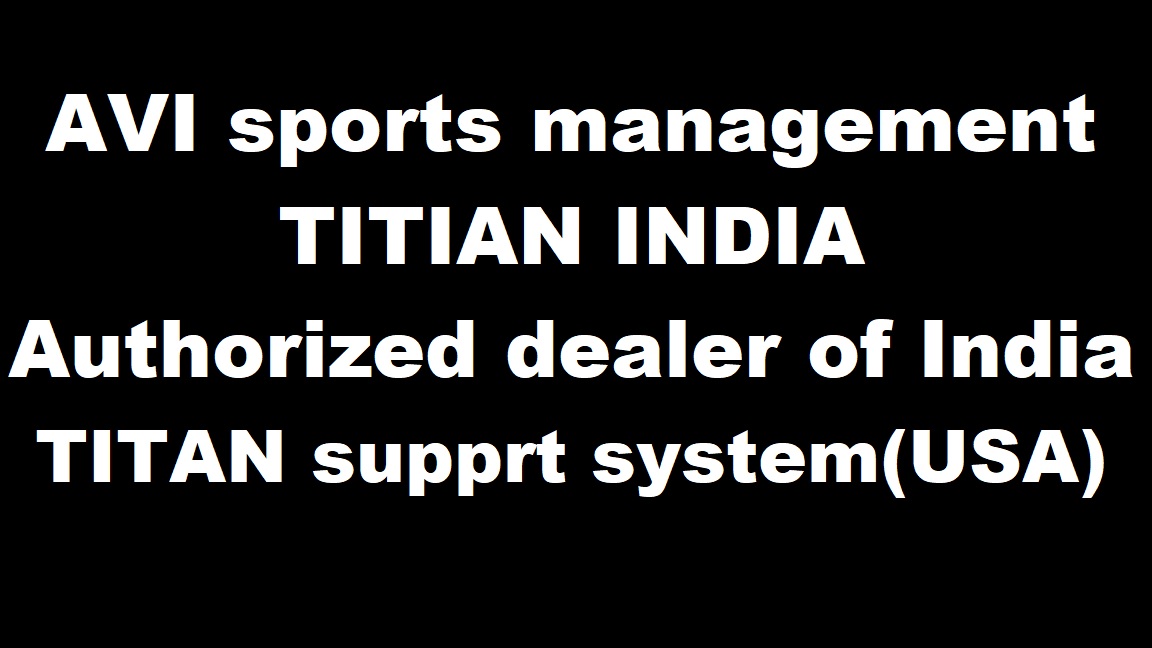 AVI sports management
TITIAN INDIA
Authorized dealer of India
TITAN supprt system(USA)